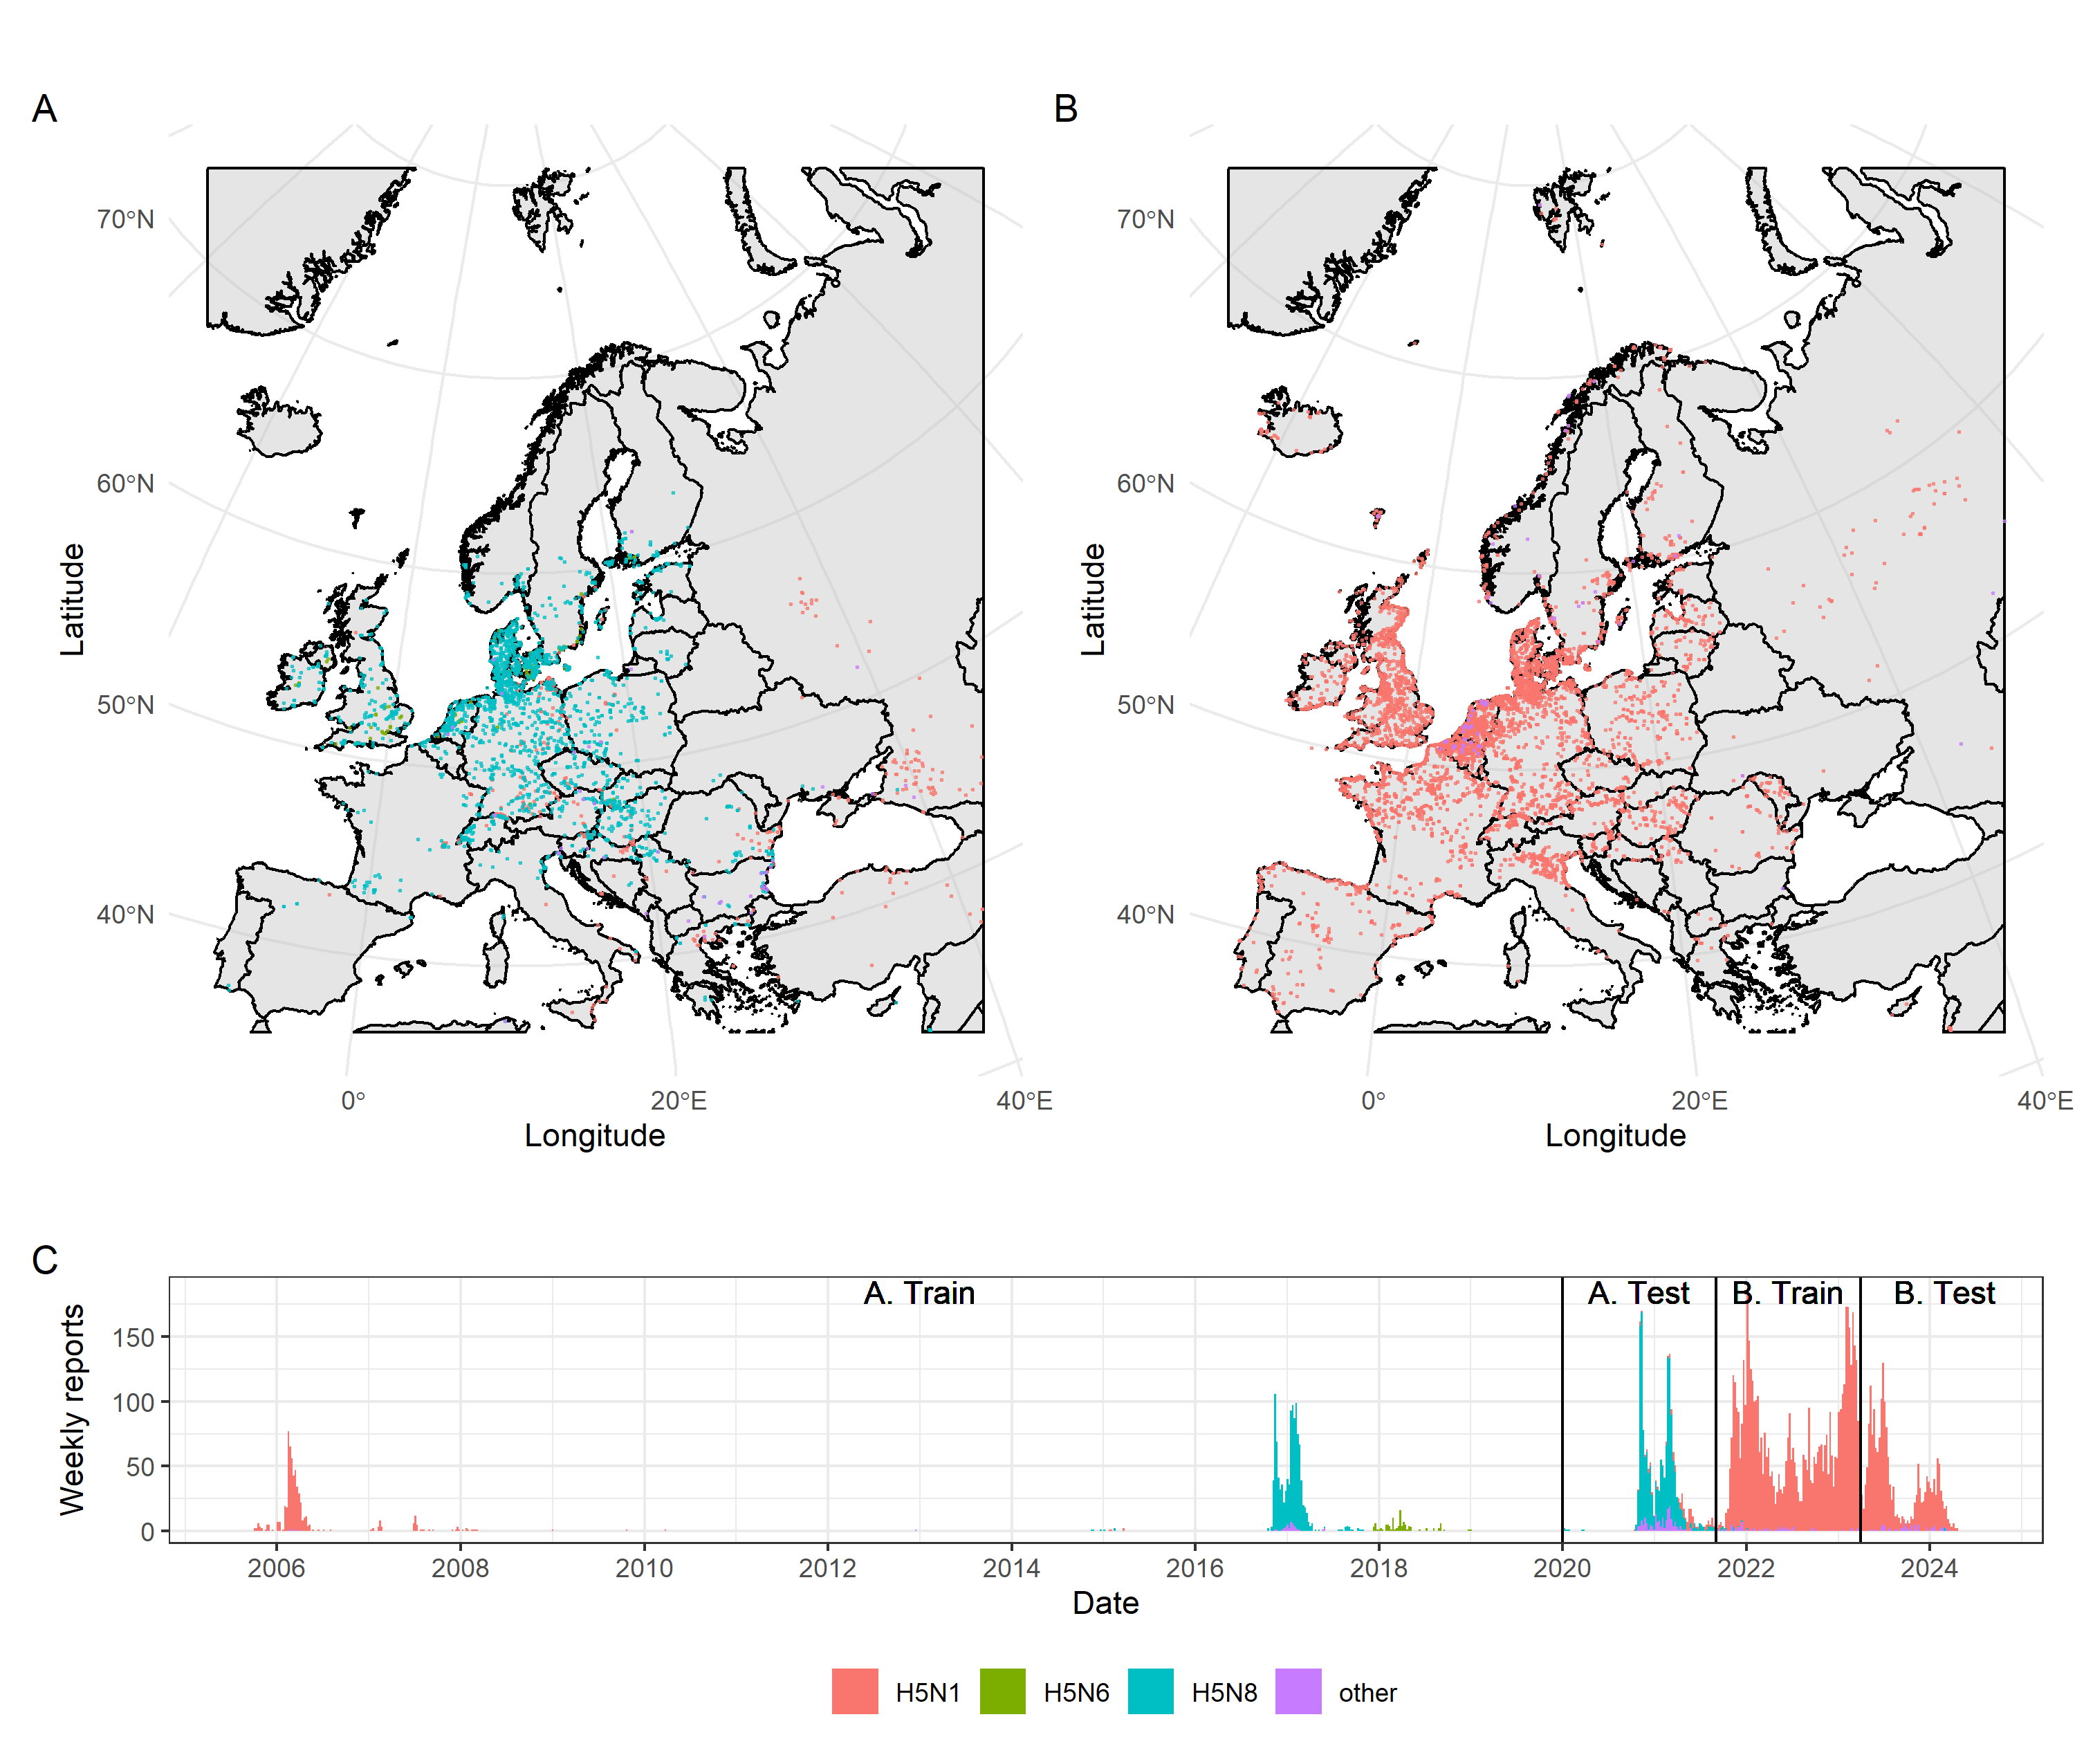 A
B
70°N
60°N
50°N
40°N
Latitude
0°
20°E
40°E
Longitude
70°N
60°N
50°N
40°N
Latitude
0°
20°E
40°E
Longitude
C
A. Train
A. Test
B. Train
B. Test
Weekly reports
150
100
50
0
2006
2008
2010
2012
2014
2016
2018
2020
2022
2024
Date
H5N1
H5N6
H5N8
other